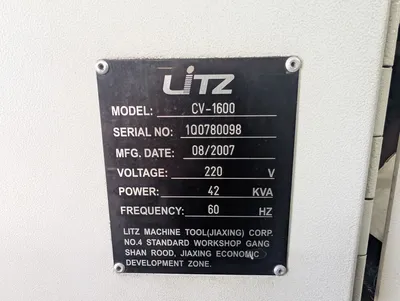 LiTZ
MODEL: CV-1600
SERIAL NO: 1Q0780098
MFG, DATE: 08/2007
VOLTAGE: 220 V
POWER: 42 KVA
FREQUENCY: 60 HZ
LITZ MACHINE TOOL(JIAXING) CORP.
NO.4 STANDARD WORKSHOP GANG
SHAN ROOD, JIAXING ECONOMIC
DEVELOPMENT ZONE.